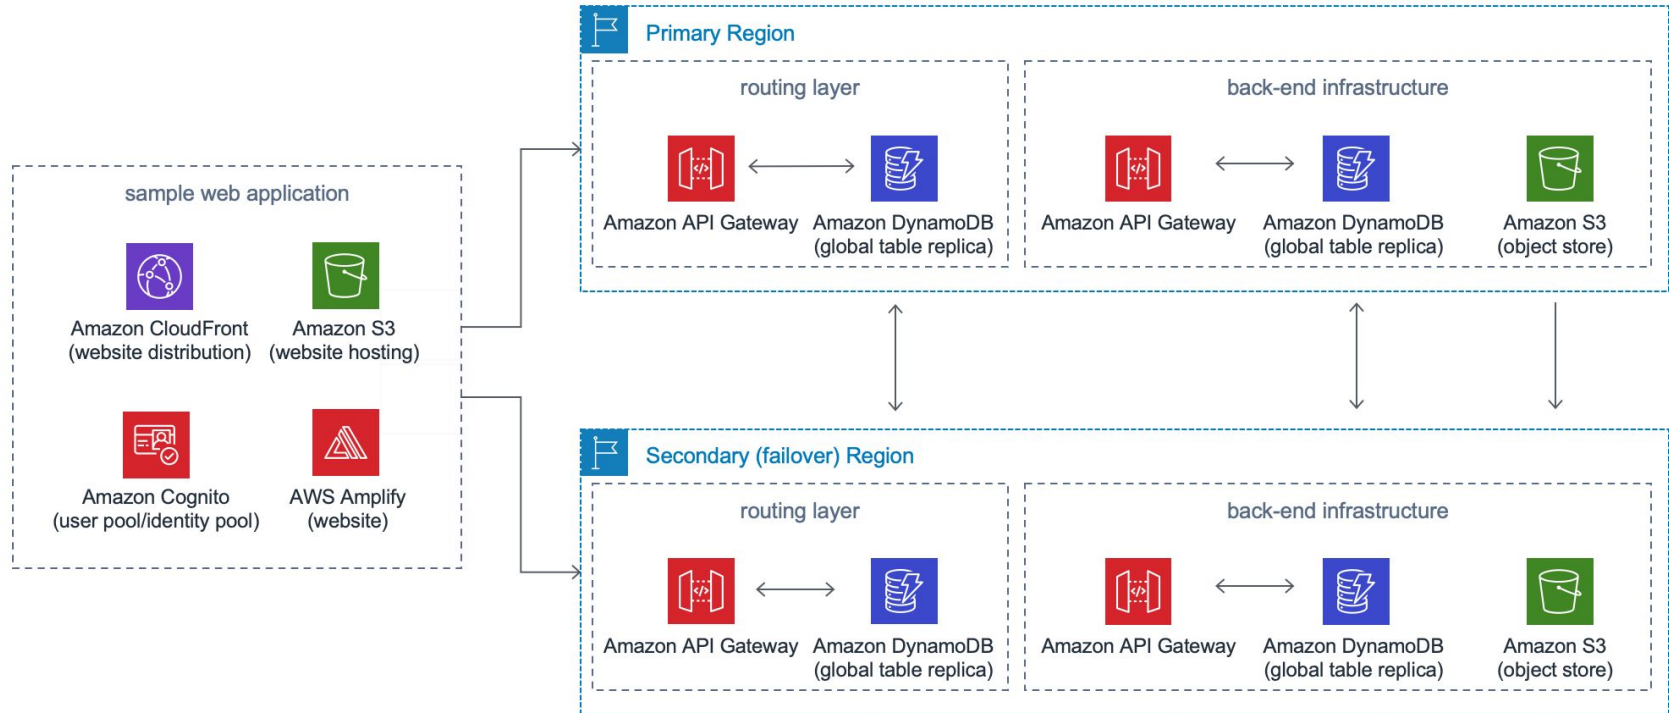 Primary Region
routing layer
back-end infrastructure
Amazon API Gateway
Amazon DynamoDB
(global table replica)
Amazon API Gateway
Amazon DynamoDB
(global table replica)
Amazon S3
(object store)
sample web application
Amazon CloudFront
(website distribution)
Amazon S3
(website hosting)
Amazon Cognito
(user pool/identity pool)
AWS Amplify
(website)
Secondary (failover) Region
routing layer
back-end infrastructure
Amazon API Gateway
Amazon DynamoDB
(global table replica)
Amazon API Gateway
Amazon DynamoDB
(global table replica)
Amazon S3
(object store)